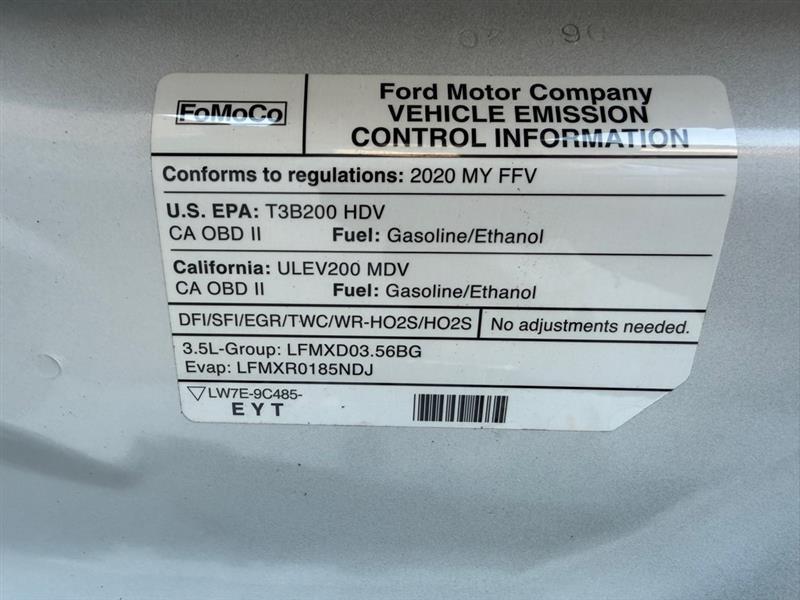 FoMoCo
Ford Motor Company
VEHICLE EMISSION
CONTROL INFORMATION
Conforms to regulations: 2020 MY FFV
U.S. EPA: T3B200 HDV
CA OBD II Fuel: Gasoline/Ethanol
California: ULEV200 MDV
CA OBD II Fuel: Gasoline/Ethanol
DFI/SFI/EGR/TWC/WR-HO2S/HO2S No adjustments needed.
3.5L-Group: LFMXD03.56BG
Evap: LFMXR0185NDJ
LW7E-9C485-
EYT